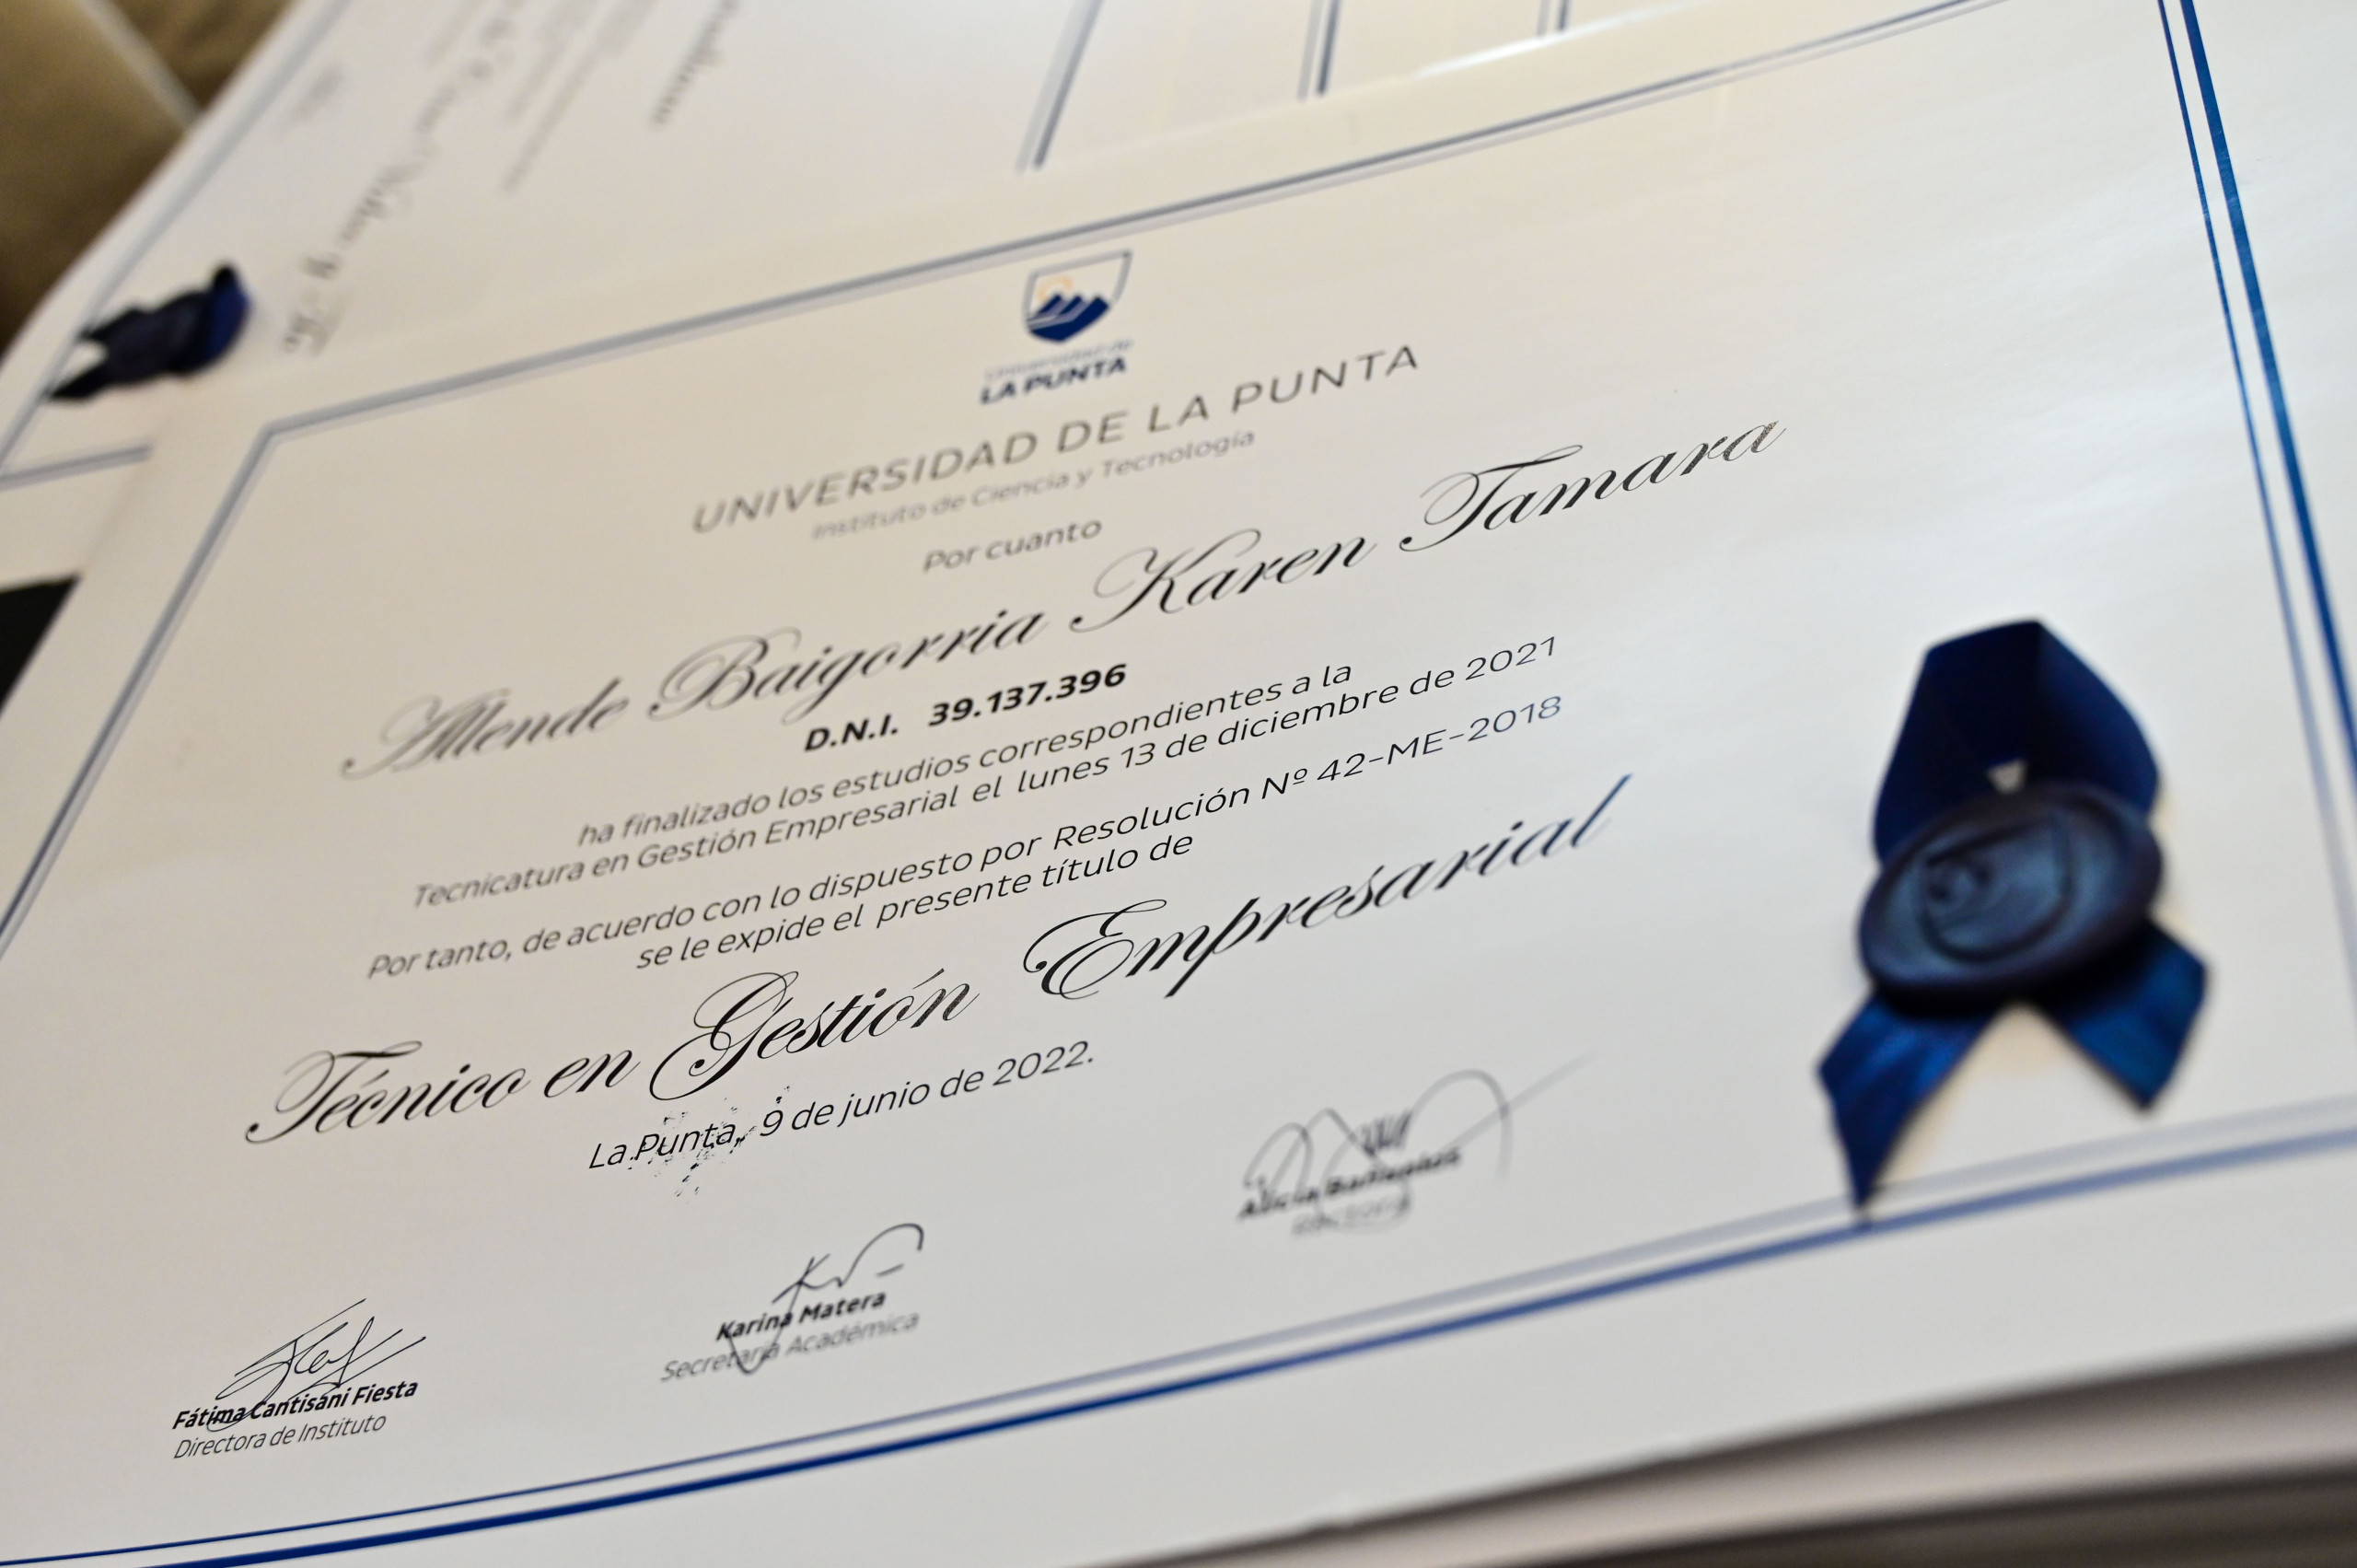 Universidad de
LA PUNTA
UNIVERSIDAD DE LA PUNTA
Instituto de Ciencia y Tecnología
Por cuanto
Allende Baigorria Karen Tamara
D.N.I. 39.137.396
ha finalizado los estudios correspondientes a la
Tecnicatura en Gestión Empresarial el lunes 13 de diciembre de 2021
Por tanto, de acuerdo con lo dispuesto por Resolución Nº 42-ME-2018
se le expide el presente título de
Técnico en Gestión Empresarial
La Punta, 9 de junio de 2022.
Alicia
Rectora
Karina Matera
Secretaria Académica
Fátima Cantisani Fiesta
Directora de Instituto